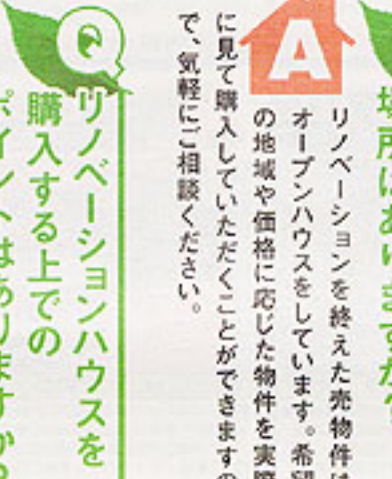 場所はありますか？
A
リノベーションを終えた売物件は
オープンハウスをしています。希望
の地域や価格に応じた物件を実際
に見て購入していただくことができますの
で、気軽にご相談ください。
Q
リノベーションハウスを
購入する上での
ポイントはありますか？